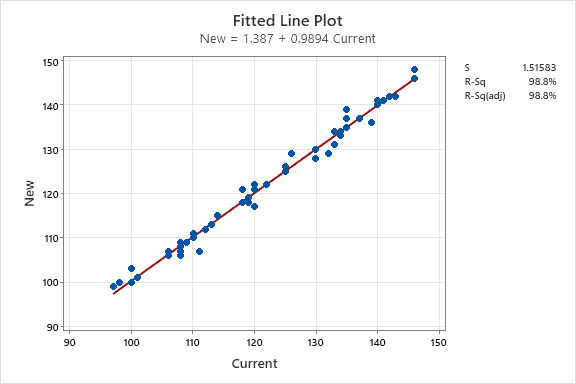 Fitted Line Plot
New = 1.387 + 0.9894 Current
S 1.51583
R-Sq 98.8%
R-Sq(adj) 98.8%
150
140
130
120
110
100
90
New
90 100 110 120 130 140 150
Current